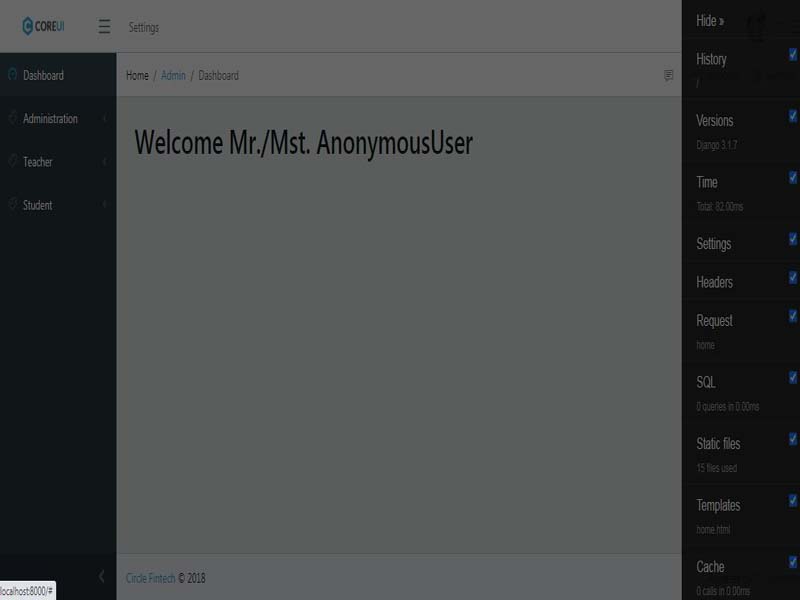 COREUI
Settings
Dashboard
Administration
Teacher
Student
Home / Admin / Dashboard
Welcome Mr./Mst. AnonymousUser
Circle Fintech © 2018
localhost:8000/#
Hide »
History
/
Versions
Django 3.1.7
Time
Total: 82.00ms
Settings
Headers
Request
home
SQL
0 queries in 0.00ms
Static files
15 files used
Templates
home.html
Cache
0 calls in 0.00ms